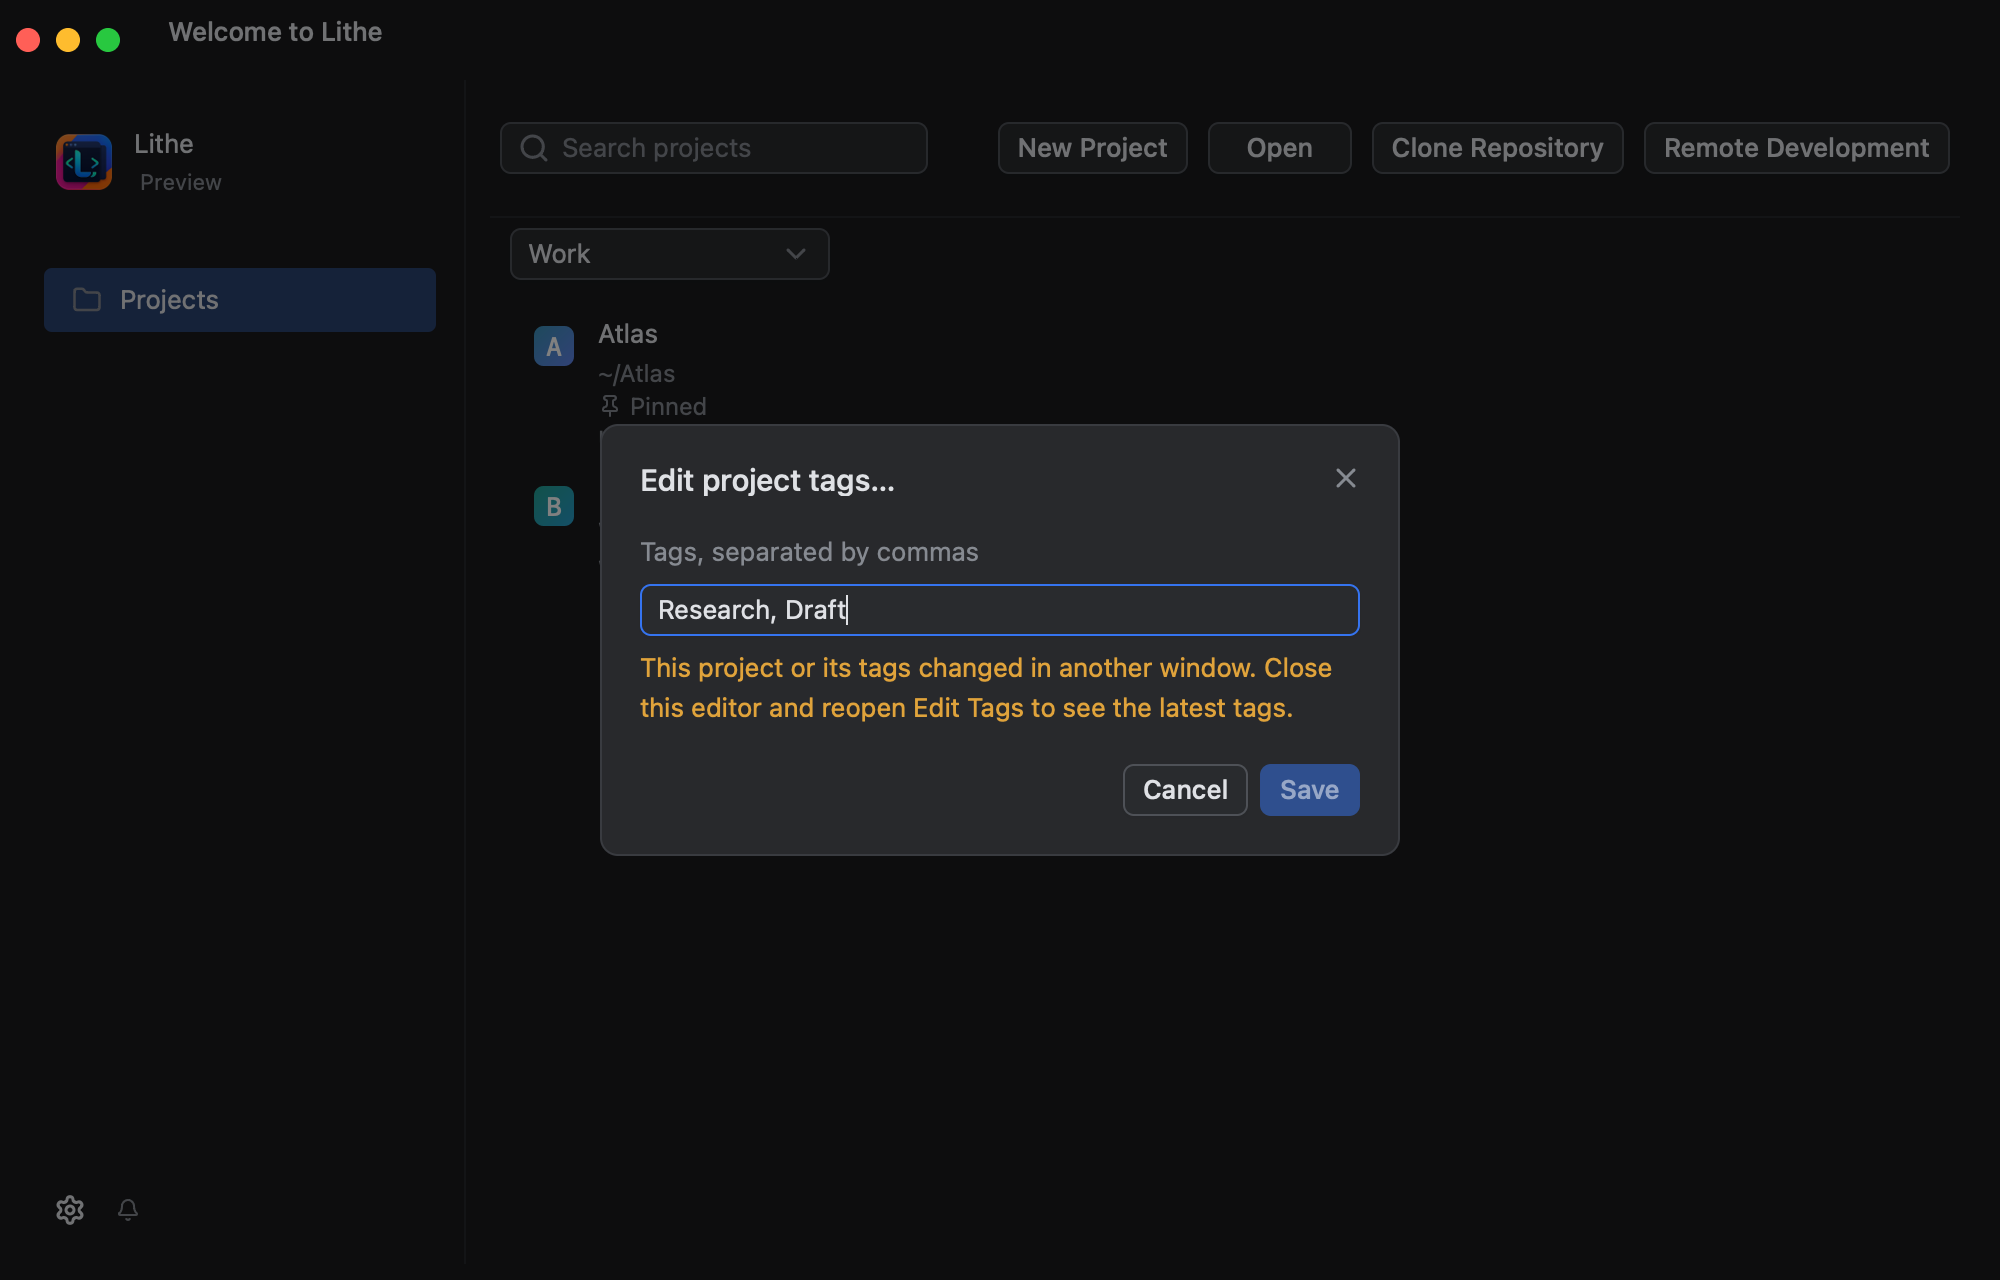 Welcome to Lithe
Lithe
Preview
Projects
Search projects
New Project
Open
Clone Repository
Remote Development
Work
A
Atlas
~/Atlas
Pinned
B
Edit project tags...
Tags, separated by commas
Research, Draft
This project or its tags changed in another window. Close
this editor and reopen Edit Tags to see the latest tags.
Cancel
Save